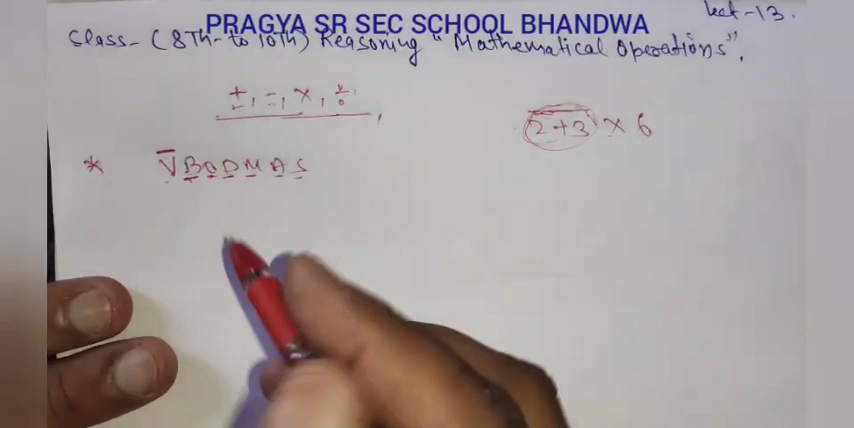 PRAGYA SR SEC SCHOOL BHANDWA
Lect-13.
Class- (8Th- to 10th) Reasoning "Mathematical Operations".
±, =, ×, ÷
(2+3) × 6
* V̅BODMAS